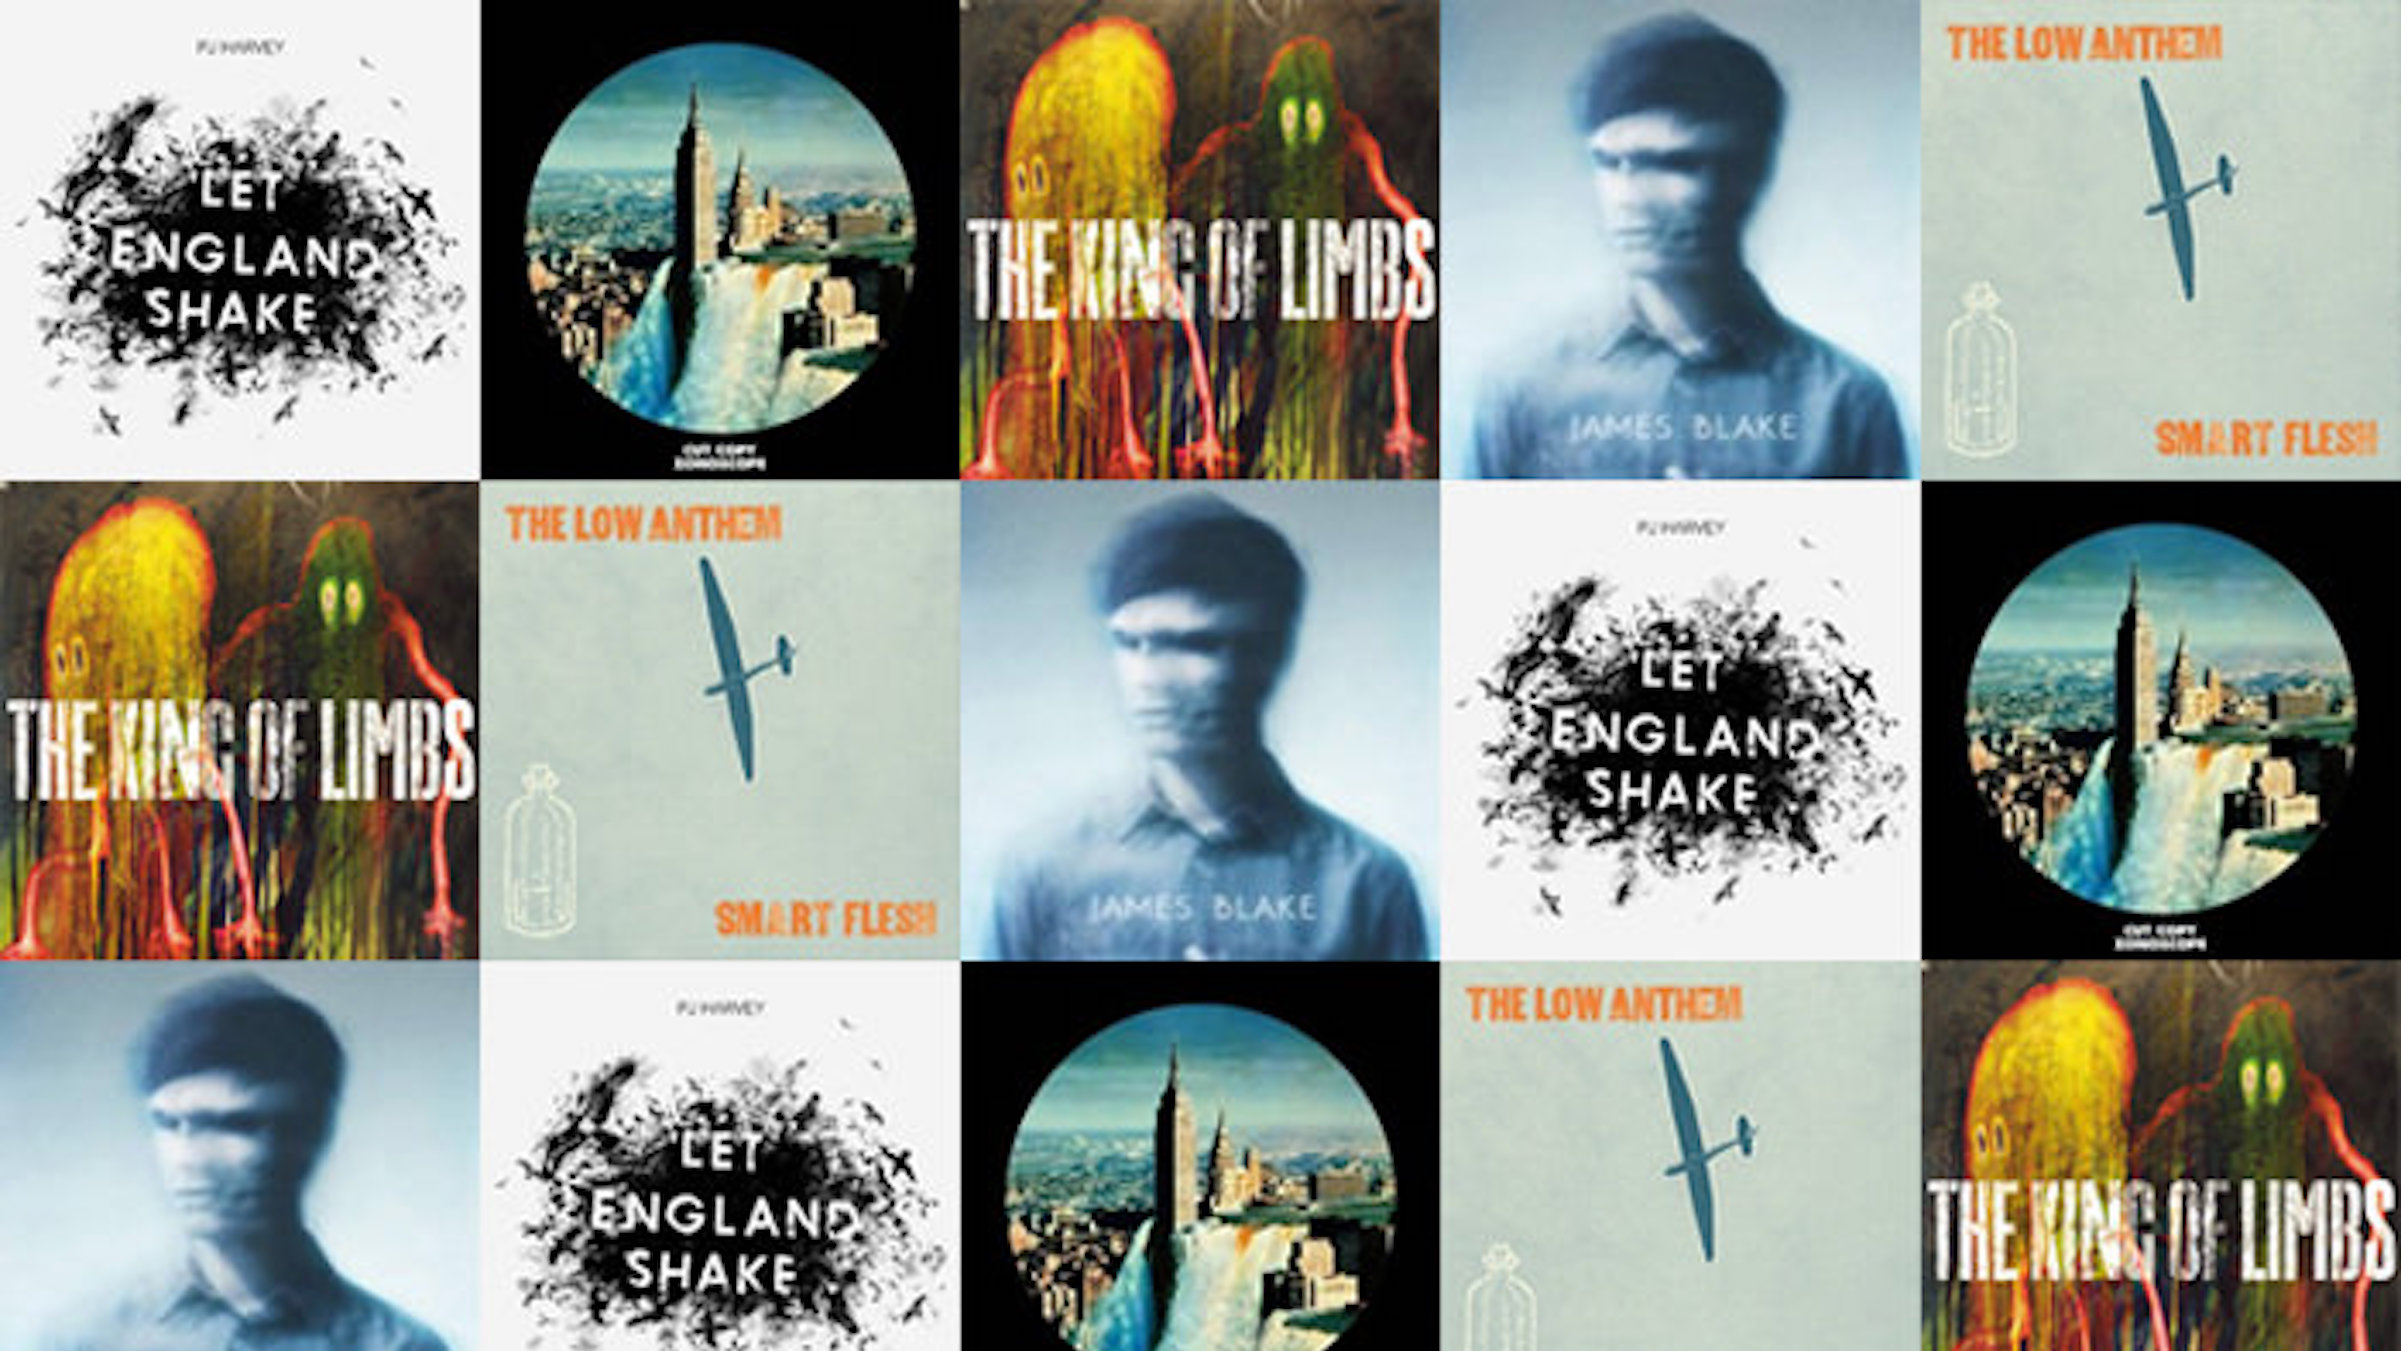 PJ HARVEY
LET
ENGLAND
SHAKE
CUT COPY
ZONOSCOPE
THE KING OF LIMBS
JAMES BLAKE
THE LOW ANTHEM
SMART FLESH
THE KING OF LIMBS
THE LOW ANTHEM
SMART FLESH
JAMES BLAKE
PJ HARVEY
LET
ENGLAND
SHAKE
CUT COPY
ZONOSCOPE
PJ HARVEY
LET
ENGLAND
SHAKE
THE LOW ANTHEM
THE KING OF LIMBS